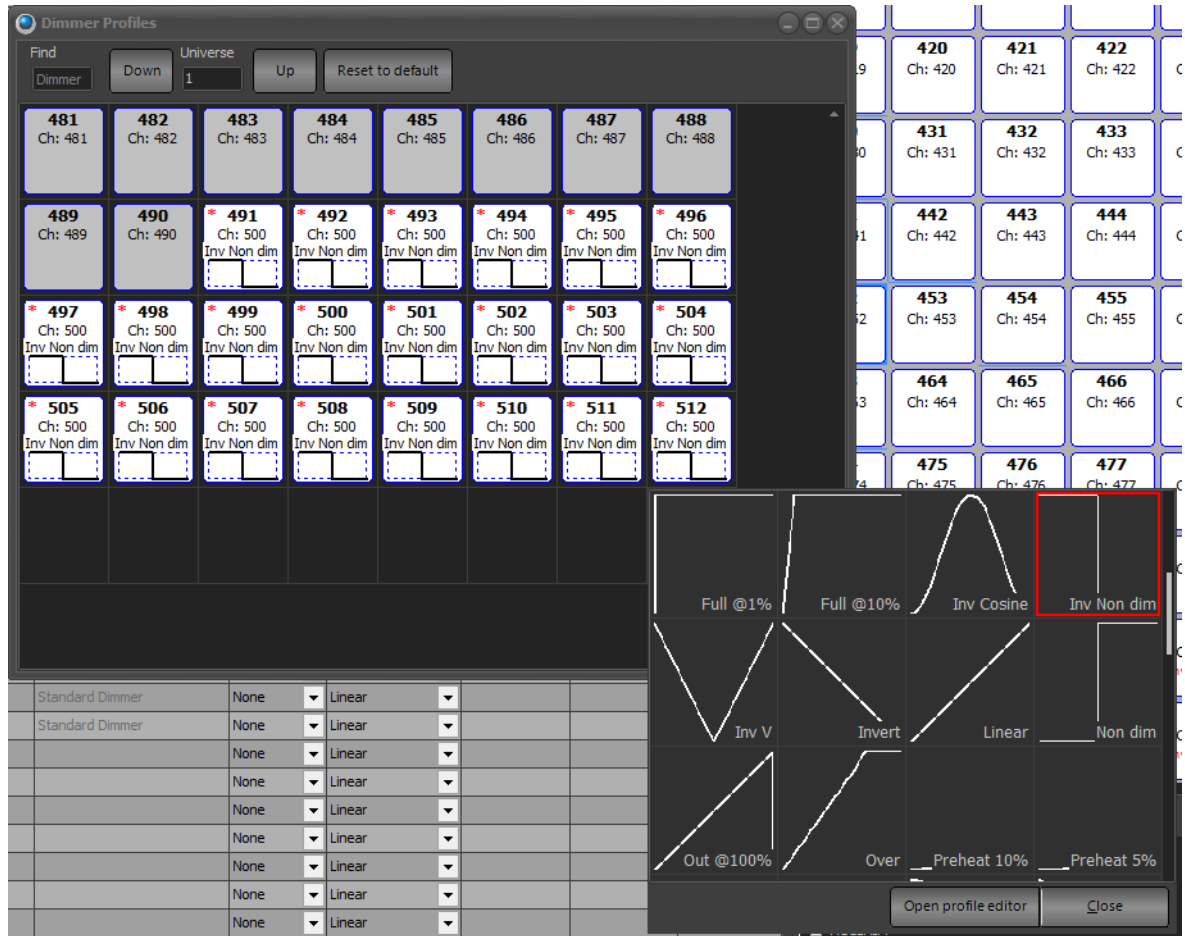 Dimmer Profiles
Find
Universe
Dimmer
Down
1
Up
Reset to default
481 482 483 484 485 486 487 488
Ch: 481 Ch: 482 Ch: 483 Ch: 484 Ch: 485 Ch: 486 Ch: 487 Ch: 488
489 490 * 491 * 492 * 493 * 494 * 495 * 496
Ch: 489 Ch: 490 Ch: 500 Ch: 500 Ch: 500 Ch: 500 Ch: 500 Ch: 500
Inv Non dim Inv Non dim Inv Non dim Inv Non dim Inv Non dim Inv Non dim
* 497 * 498 * 499 * 500 * 501 * 502 * 503 * 504
Ch: 500 Ch: 500 Ch: 500 Ch: 500 Ch: 500 Ch: 500 Ch: 500 Ch: 500
Inv Non dim Inv Non dim Inv Non dim Inv Non dim Inv Non dim Inv Non dim Inv Non dim Inv Non dim
* 505 * 506 * 507 * 508 * 509 * 510 * 511 * 512
Ch: 500 Ch: 500 Ch: 500 Ch: 500 Ch: 500 Ch: 500 Ch: 500 Ch: 500
Inv Non dim Inv Non dim Inv Non dim Inv Non dim Inv Non dim Inv Non dim Inv Non dim Inv Non dim
420 421 422
Ch: 420 Ch: 421 Ch: 422
431 432 433
Ch: 431 Ch: 432 Ch: 433
442 443 444
Ch: 442 Ch: 443 Ch: 444
453 454 455
Ch: 453 Ch: 454 Ch: 455
464 465 466
Ch: 464 Ch: 465 Ch: 466
475 476 477
Ch: 475 Ch: 476 Ch: 477
Full @1% Full @10% Inv Cosine Inv Non dim
Inv V Invert Linear Non dim
Out @100% Over Preheat 10% Preheat 5%
Open profile editor
Close
Standard Dimmer None Linear
Standard Dimmer None Linear
None Linear
None Linear
None Linear
None Linear
None Linear
None Linear
None Linear